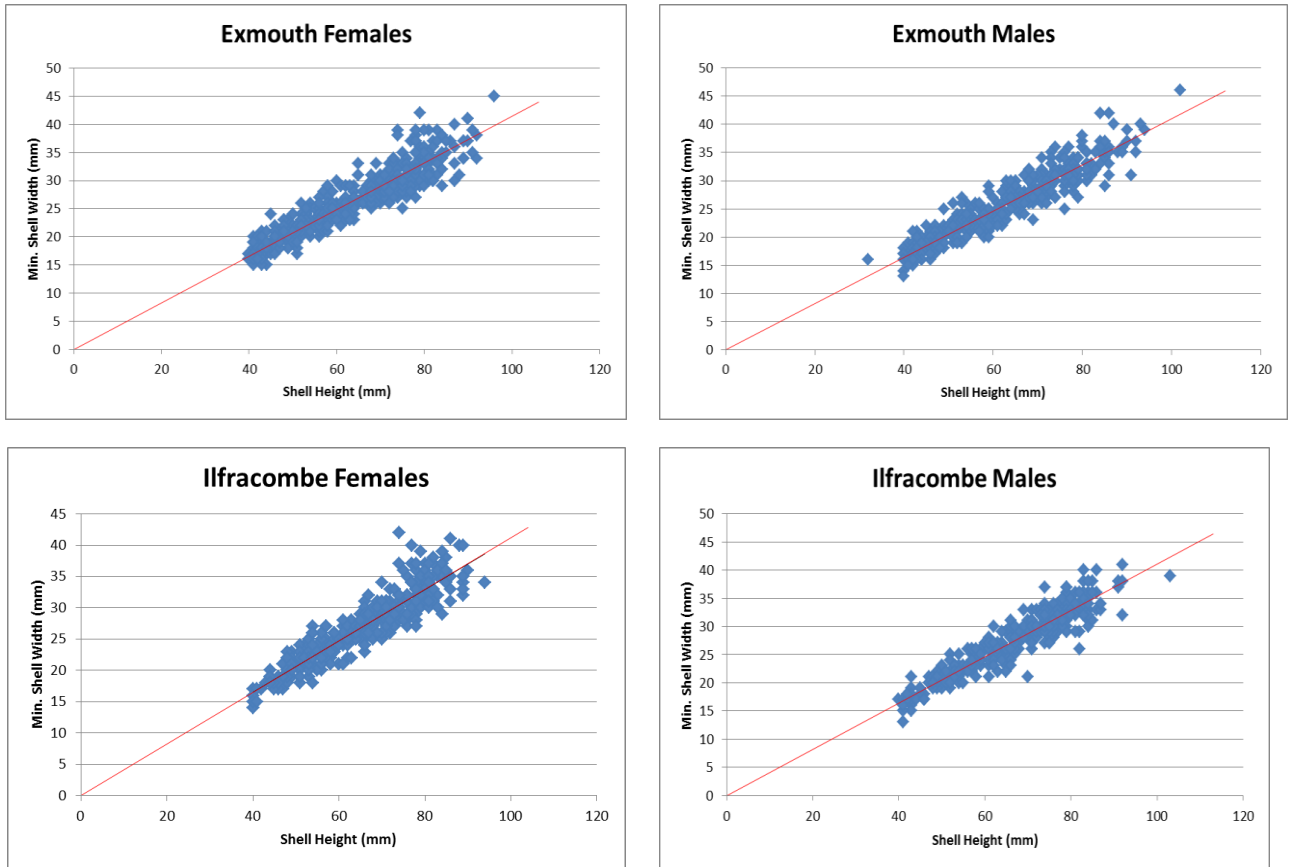 Exmouth Females
50
45
40
35
30
25
20
15
10
5
0
Min. Shell Width (mm)
0 20 40 60 80 100 120
Shell Height (mm)
Exmouth Males
50
45
40
35
30
25
20
15
10
5
0
Min. Shell Width (mm)
0 20 40 60 80 100 120
Shell Height (mm)
Ilfracombe Females
45
40
35
30
25
20
15
10
5
0
Min. Shell Width (mm)
0 20 40 60 80 100 120
Shell Height (mm)
Ilfracombe Males
50
45
40
35
30
25
20
15
10
5
0
Min. Shell Width (mm)
0 20 40 60 80 100 120
Shell Height (mm)